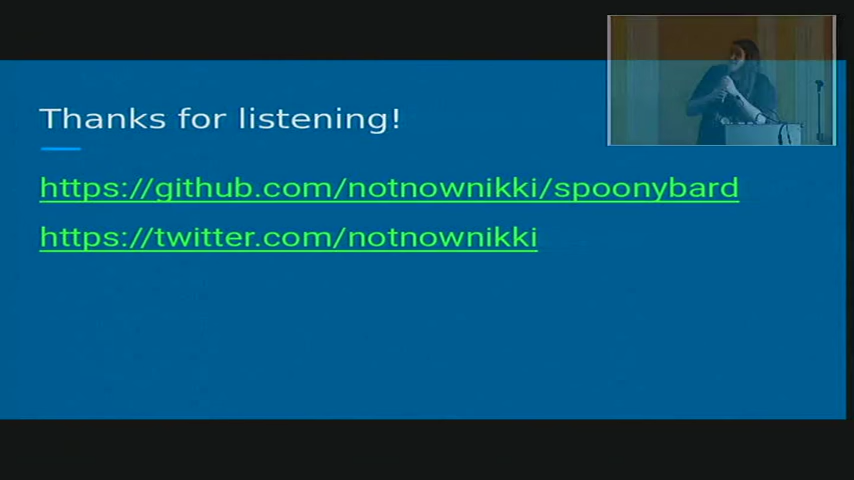 Thanks for listening!
https://github.com/notnownikki/spoonybard
https://twitter.com/notnownikki